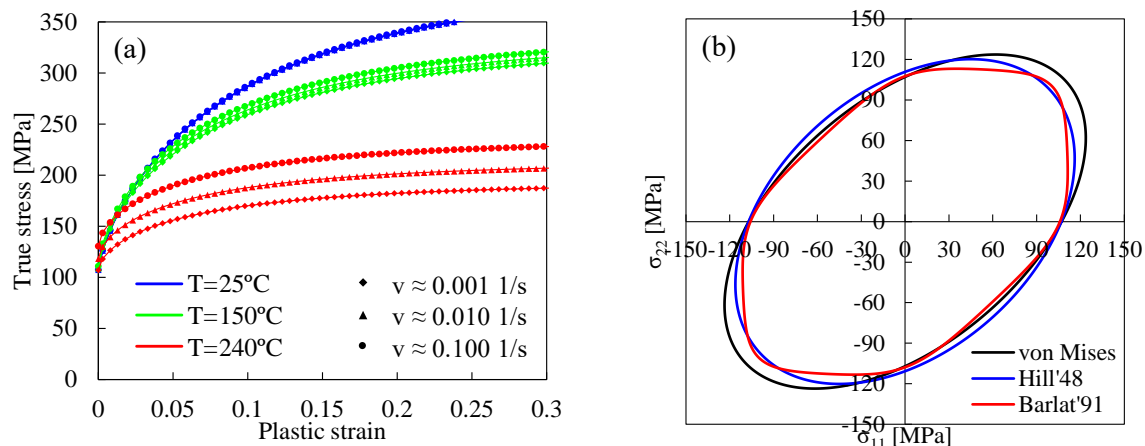 (a)
True stress [MPa]
350
300
250
200
150
100
50
0
0
0.05
0.1
0.15
0.2
0.25
0.3
Plastic strain
T=25ºC
T=150ºC
T=240ºC
v ≈ 0.001 1/s
v ≈ 0.010 1/s
v ≈ 0.100 1/s
(b)
σ22 [MPa]
150
120
90
60
30
0
-30
-60
-90
-120
-150
-150
-120
-90
-60
-30
0
30
60
90
120
150
σ11 [MPa]
von Mises
Hill'48
Barlat'91